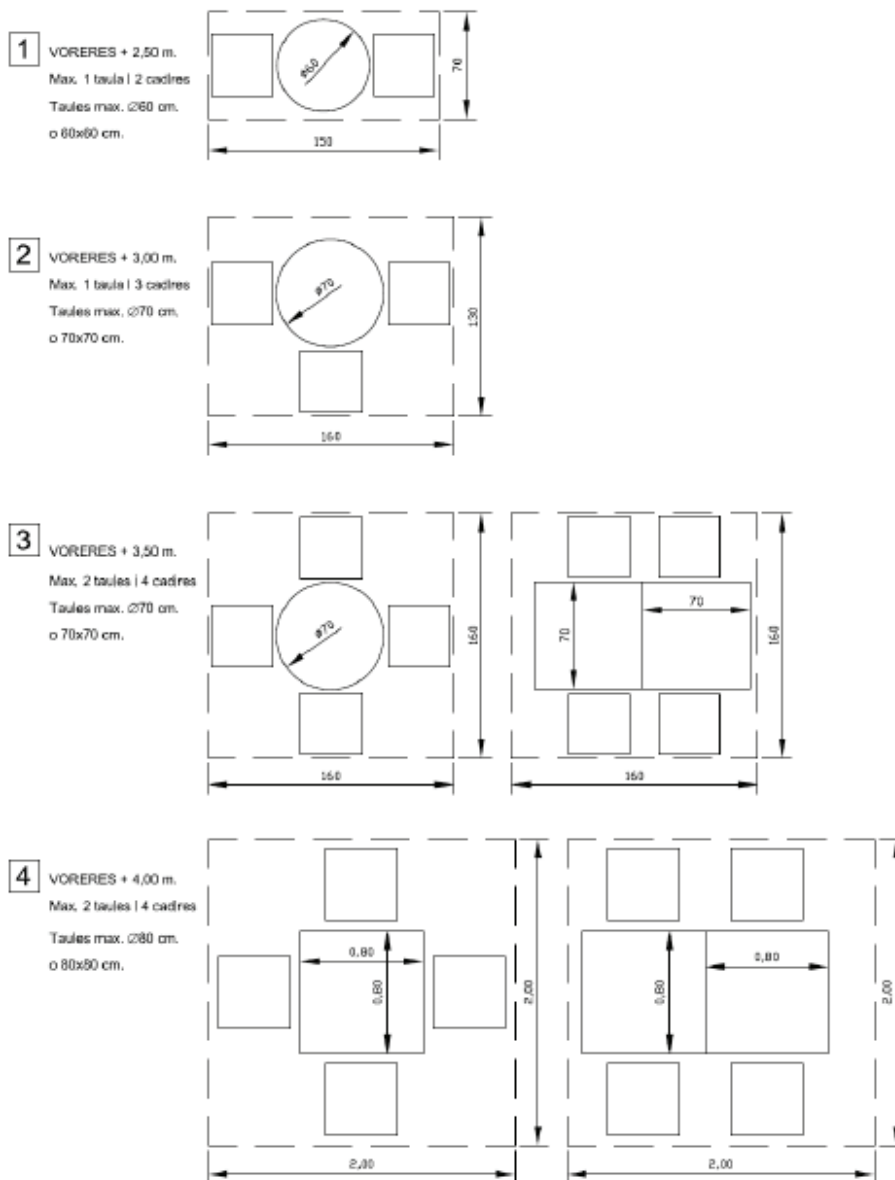 1
VORERES + 2,50 m.
Max. 1 taula i 2 cadires
Taules max. Ø60 cm.
o 60x60 cm.
ø60
70
150
2
VORERES + 3,00 m.
Max. 1 taula i 3 cadires
Taules max. Ø70 cm.
o 70x70 cm.
ø70
130
160
3
VORERES + 3,50 m.
Max. 2 taules i 4 cadires
Taules max. Ø70 cm.
o 70x70 cm.
ø70
160
160
70
70
160
160
4
VORERES + 4,00 m.
Max. 2 taules i 4 cadires
Taules max. Ø80 cm.
o 80x80 cm.
0,80
0,80
2,00
2,00
0,80
0,80
2,00
2,00